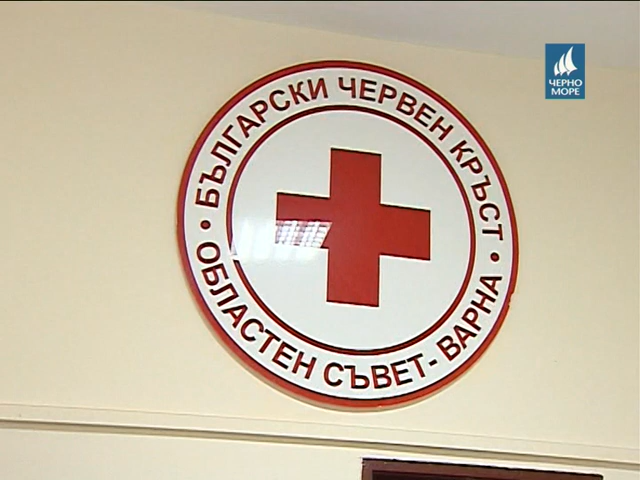 БЪЛГАРСКИ ЧЕРВЕН КРЪСТ
ОБЛАСТЕН СЪВЕТ - ВАРНА
ЧЕРНО
МОРЕ